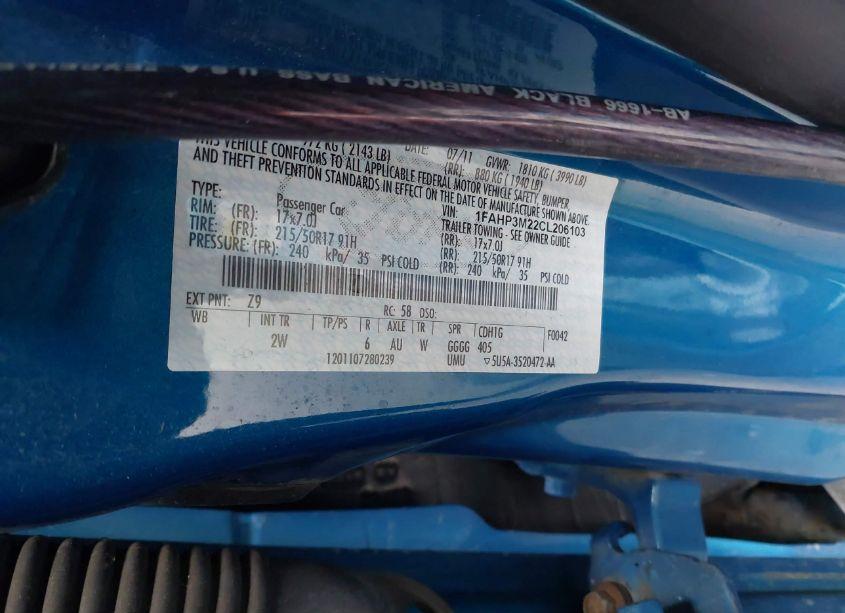 AB-1666 BLACK AMERICAN BASS U.S.A
772 KG ( 2143 LB) DATE: 07/11 GVWR: 1810 KG ( 3990 LB)
(RR): 880 KG ( 1940 LB)
THIS VEHICLE CONFORMS TO ALL APPLICABLE FEDERAL MOTOR VEHICLE SAFETY, BUMPER
AND THEFT PREVENTION STANDARDS IN EFFECT ON THE DATE OF MANUFACTURE SHOWN ABOVE.
VIN: 1FAHP3M22CL206103
TYPE: Passenger Car TRAILER TOWING - SEE OWNER GUIDE
RIM: (FR): 17x7.0J (RR): 17x7.0J
TIRE: (FR): 215/50R17 91H (RR): 215/50R17 91H
PRESSURE: (FR): 240 kPa/ 35 PSI COLD (RR): 240 kPa/ 35 PSI COLD
EXT PNT: Z9 RC: 58 DSO:
WB INT TR TP/PS R AXLE TR SPR CDH1G F0042
2W 6 AU W GGGG 405
1201107280239 UMU ▽5U5A-3520472-AA